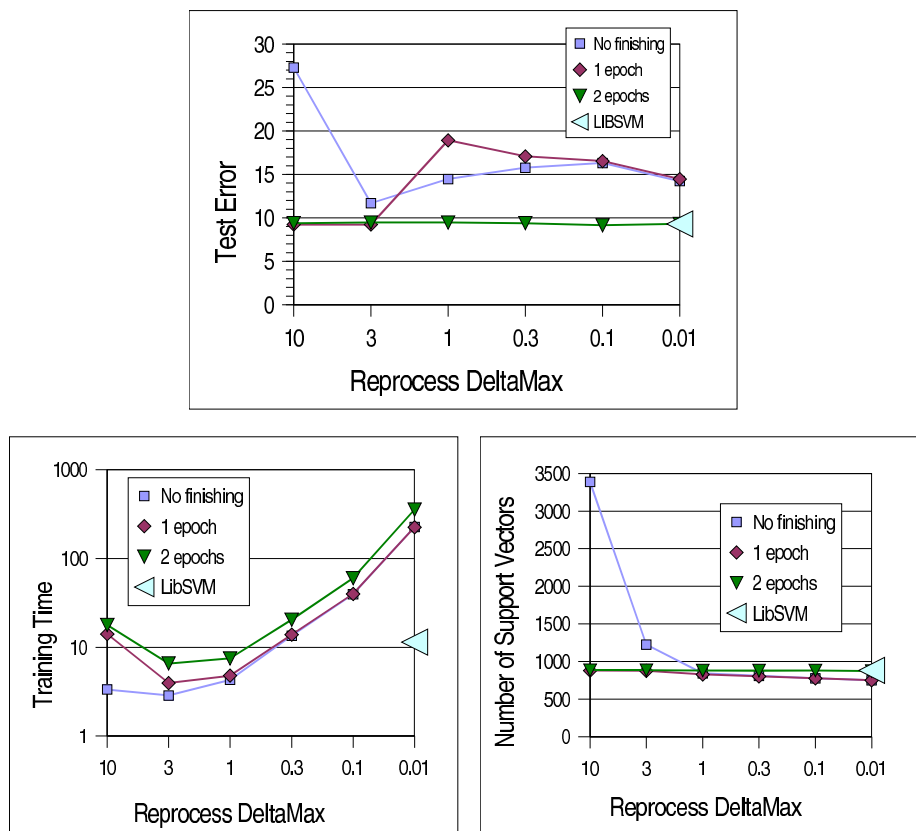 30
25
20
15
10
5
0
Test Error
No finishing
1 epoch
2 epochs
LIBSVM
10 3 1 0.3 0.1 0.01
Reprocess DeltaMax
1000
100
10
1
Training Time
No finishing
1 epoch
2 epochs
LibSVM
10 3 1 0.3 0.1 0.01
Reprocess DeltaMax
3500
3000
2500
2000
1500
1000
500
0
Number of Support Vectors
No finishing
1 epoch
2 epochs
LibSVM
10 3 1 0.3 0.1 0.01
Reprocess DeltaMax